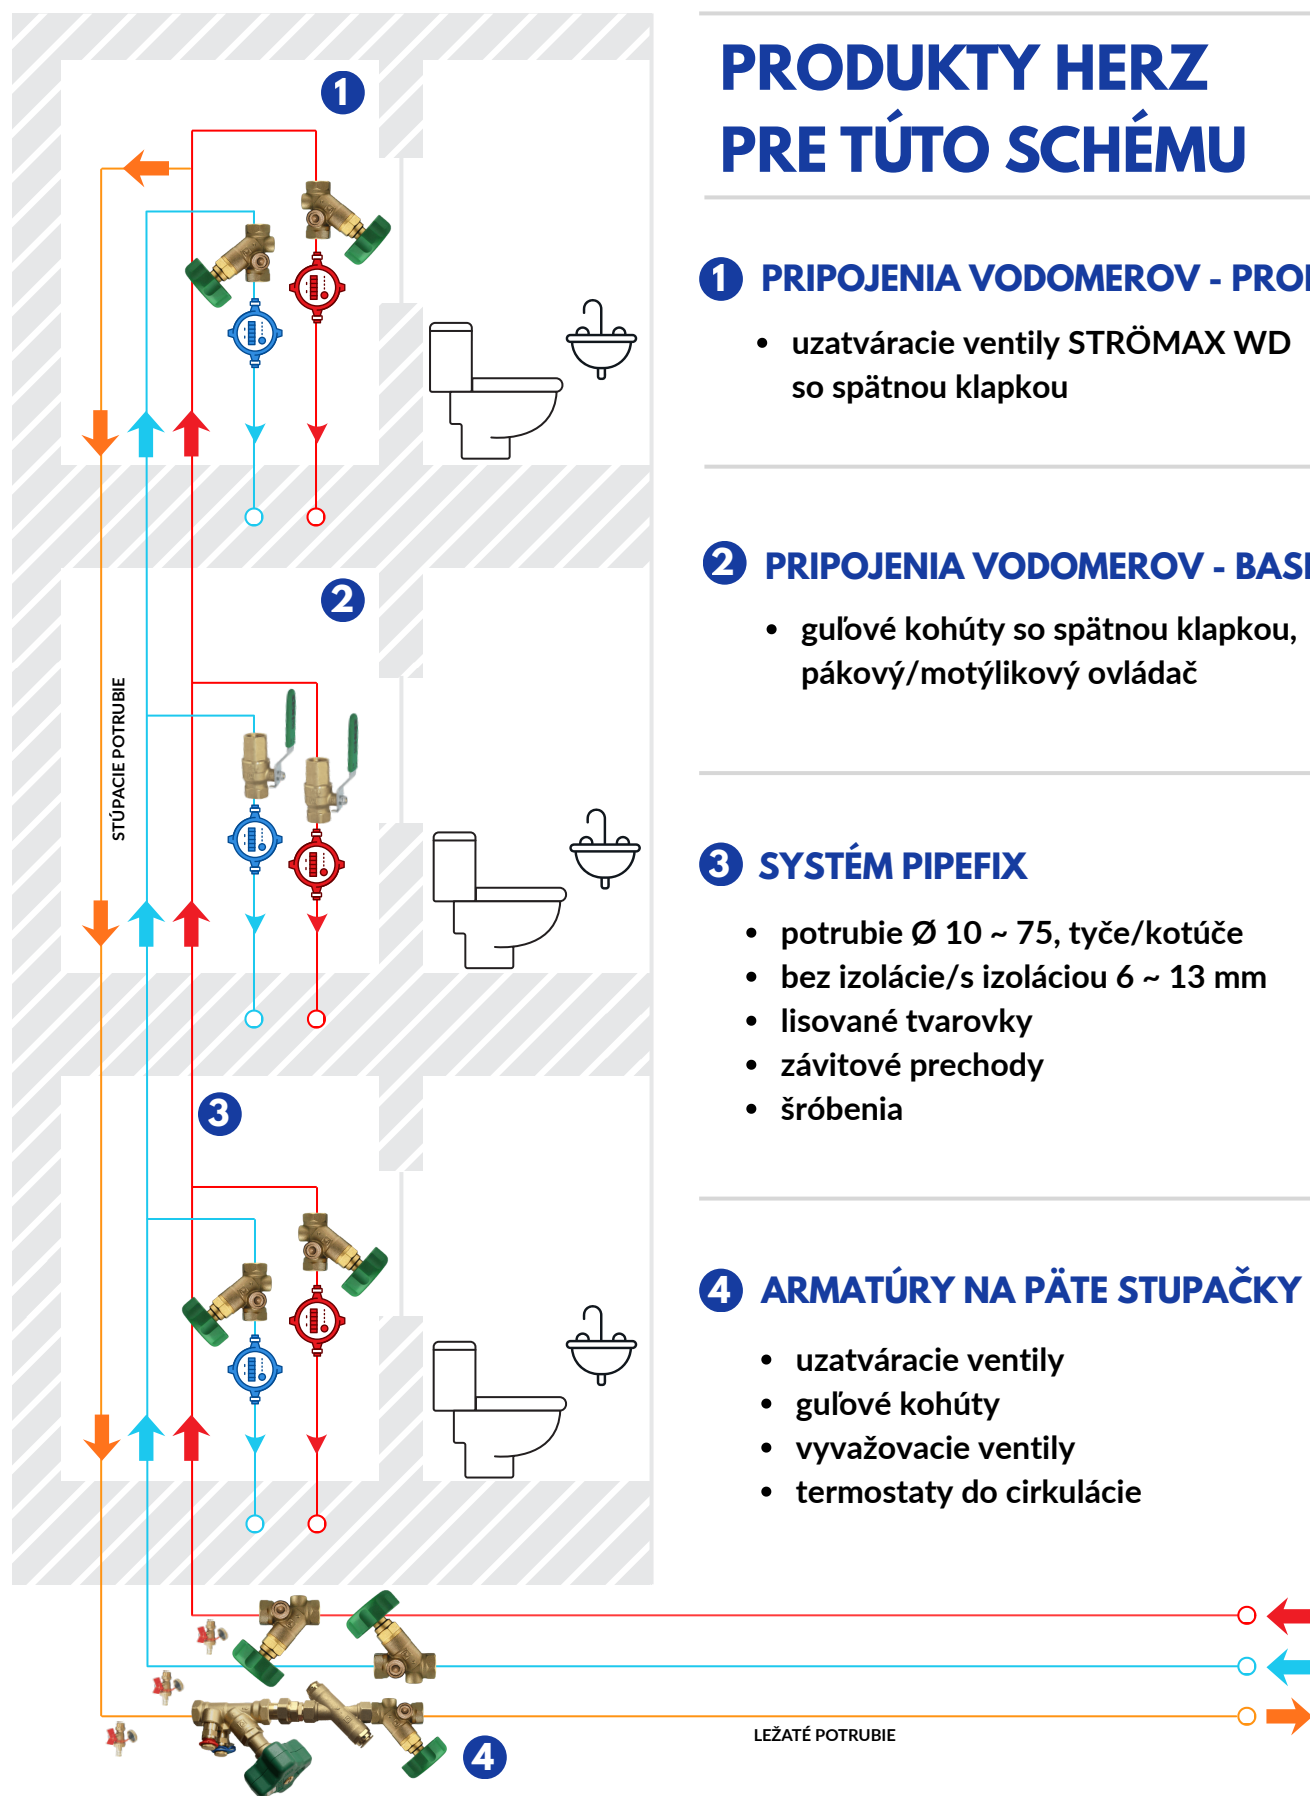 PRODUKTY HERZ
PRE TÚTO SCHÉMU
1 PRIPOJENIA VODOMEROV - PRO
• uzatváracie ventily STRÖMAX WD
so spätnou klapkou
2 PRIPOJENIA VODOMEROV - BASI
• guľové kohúty so spätnou klapkou,
pákový/motýlikový ovládač
3 SYSTÉM PIPEFIX
• potrubie Ø 10 ~ 75, tyče/kotúče
• bez izolácie/s izoláciou 6 ~ 13 mm
• lisované tvarovky
• závitové prechody
• šróbenia
4 ARMATÚRY NA PÄTE STUPAČKY
• uzatváracie ventily
• guľové kohúty
• vyvažovacie ventily
• termostaty do cirkulácie
1
2
STÚPACIE POTRUBIE
3
4
LEŽATÉ POTRUBIE